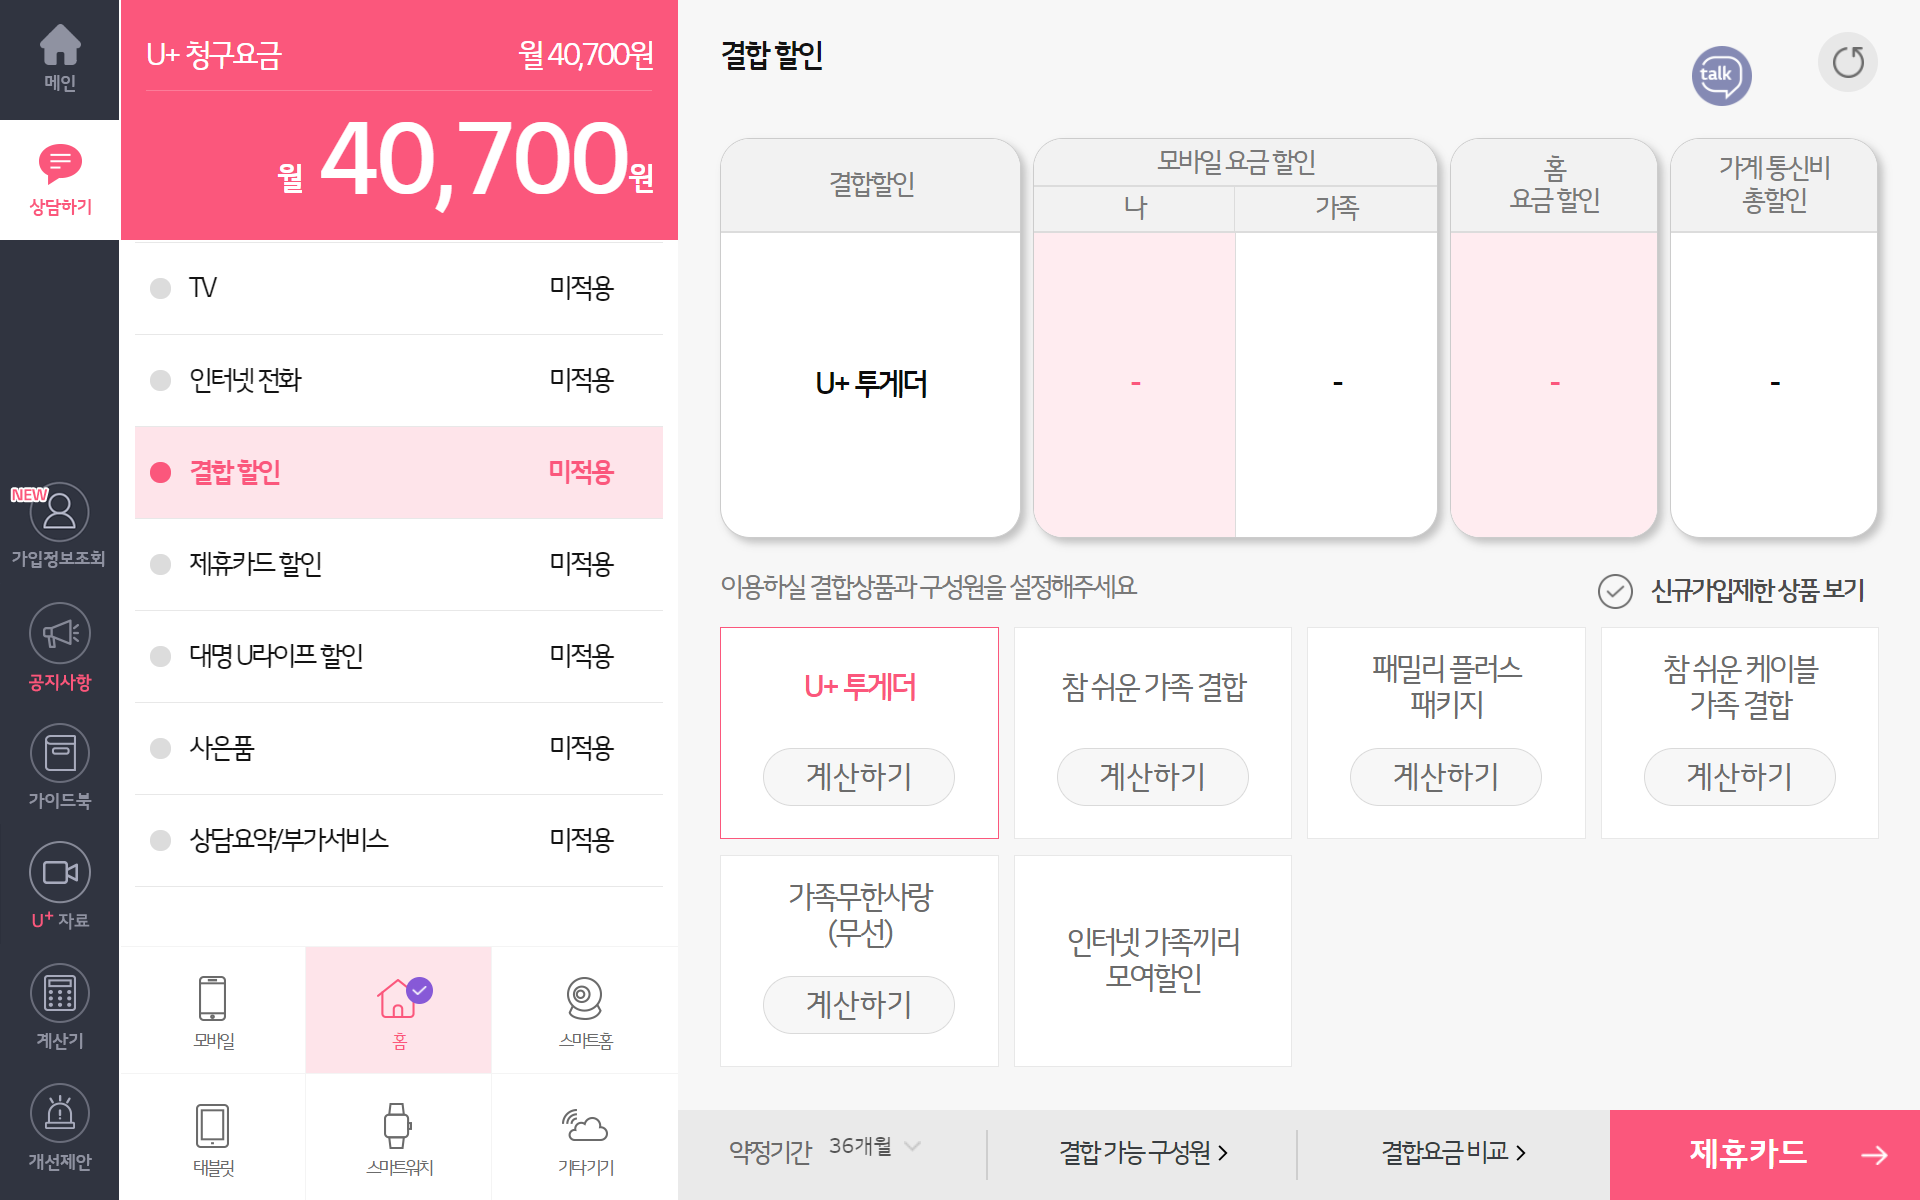 메인
상담하기
NEW
가입정보조회
공지사항
가이드북
U+ 자료
계산기
개선제안
U+ 청구요금 월 40,700원
월 40,700원
TV 미적용
인터넷 전화 미적용
결합 할인 미적용
제휴카드 할인 미적용
대명 U라이프 할인 미적용
사은품 미적용
상담요약/부가서비스 미적용
모바일 홈 스마트홈
태블릿 스마트워치 기타기기
결합 할인
talk
결합할인
모바일 요금 할인
나 가족
홈
요금 할인
가계 통신비
총할인
U+ 투게더 - - - -
이용하실 결합상품과 구성원을 설정해주세요
신규가입제한 상품 보기
U+ 투게더
계산하기
참 쉬운 가족 결합
계산하기
패밀리 플러스
패키지
계산하기
참 쉬운 케이블
가족 결합
계산하기
가족무한사랑
(무선)
계산하기
인터넷 가족끼리
모여할인
약정기간 36개월
결합 가능 구성원 >
결합요금 비교 >
제휴카드 →